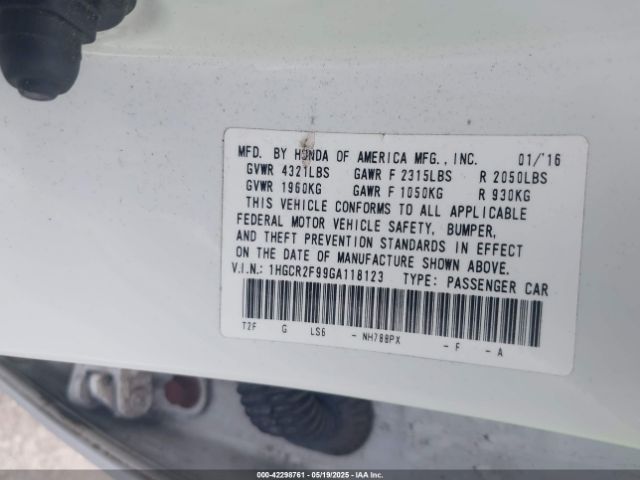 MFD. BY HONDA OF AMERICA MFG., INC. 01/'16
GVWR 4321LBS GAWR F 2315LBS R 2050LBS
GVWR 1960KG GAWR F 1050KG R 930KG
THIS VEHICLE CONFORMS TO ALL APPLICABLE
FEDERAL MOTOR VEHICLE SAFETY, BUMPER,
AND THEFT PREVENTION STANDARDS IN EFFECT
ON THE DATE OF MANUFACTURE SHOWN ABOVE.
V.I.N.: 1HGCR2F99GA118123 TYPE: PASSENGER CAR
T2F G LS6 - NH788PX - F - A
000-42298761 - 05/19/2025 - IAAC